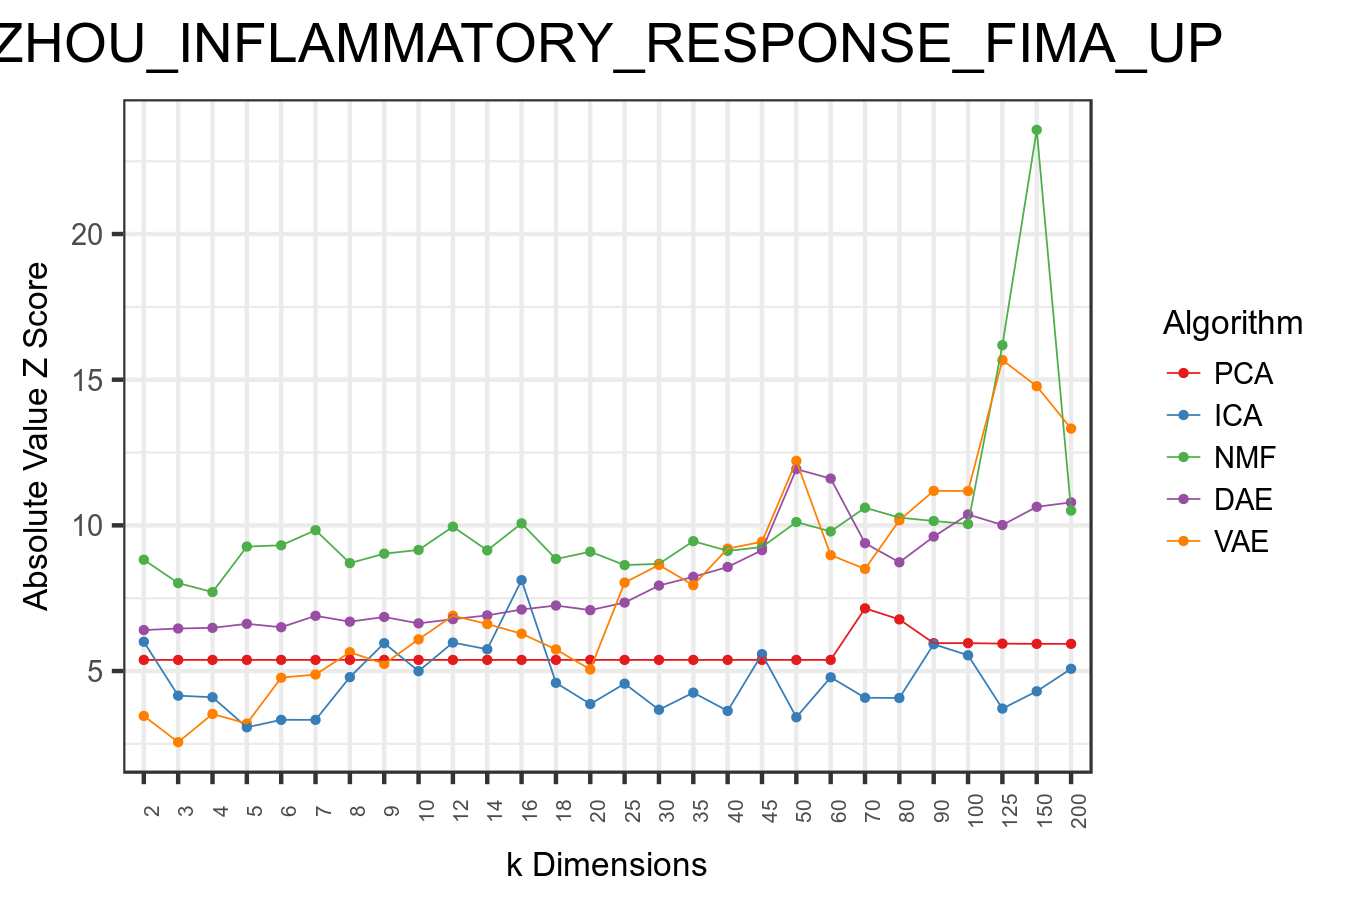 ZHOU_INFLAMMATORY_RESPONSE_FIMA_UP
Absolute Value Z Score
20
15
10
5
2 3 4 5 6 7 8 9 10 12 14 16 18 20 25 30 35 40 45 50 60 70 80 90 100 125 150 200
k Dimensions
Algorithm
PCA
ICA
NMF
DAE
VAE